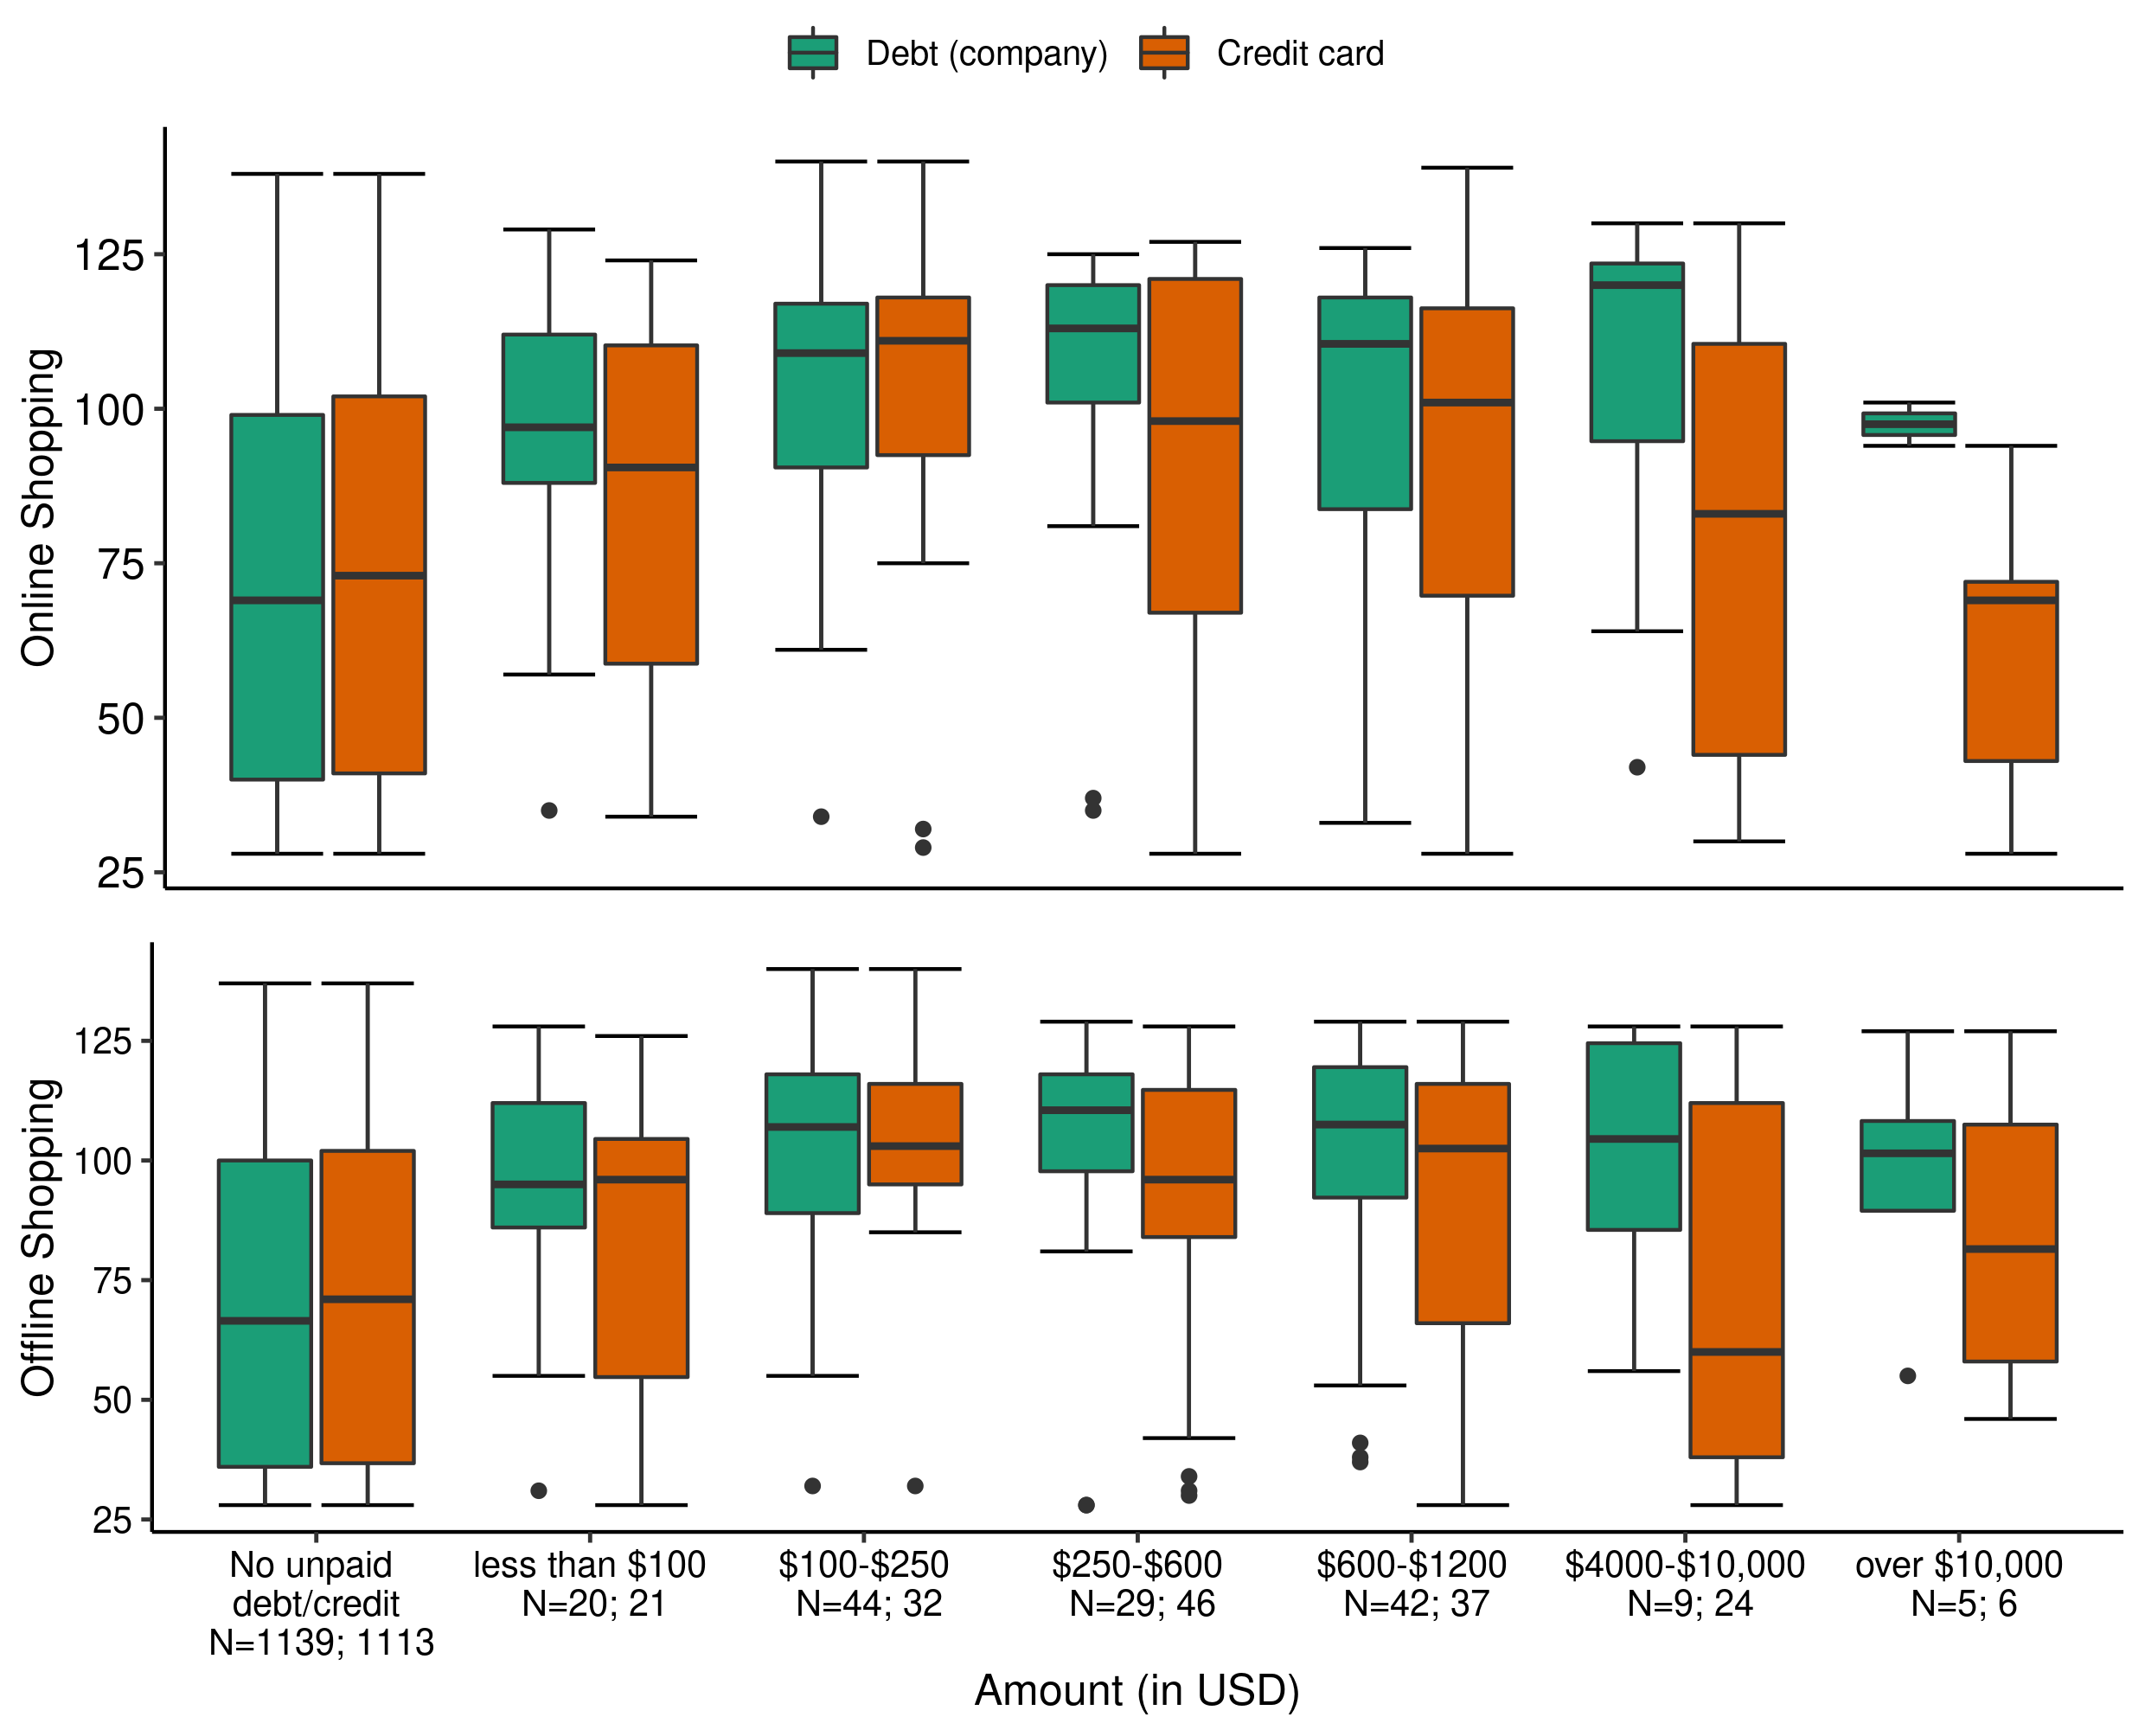 Debt (company)
Credit card
Online Shopping
125
100
75
50
25
Offline Shopping
125
100
75
50
25
No unpaid
debt/credit
N=1139; 1113
less than $100
N=20; 21
$100-$250
N=44; 32
$250-$600
N=29; 46
$600-$1200
N=42; 37
$4000-$10,000
N=9; 24
over $10,000
N=5; 6
Amount (in USD)